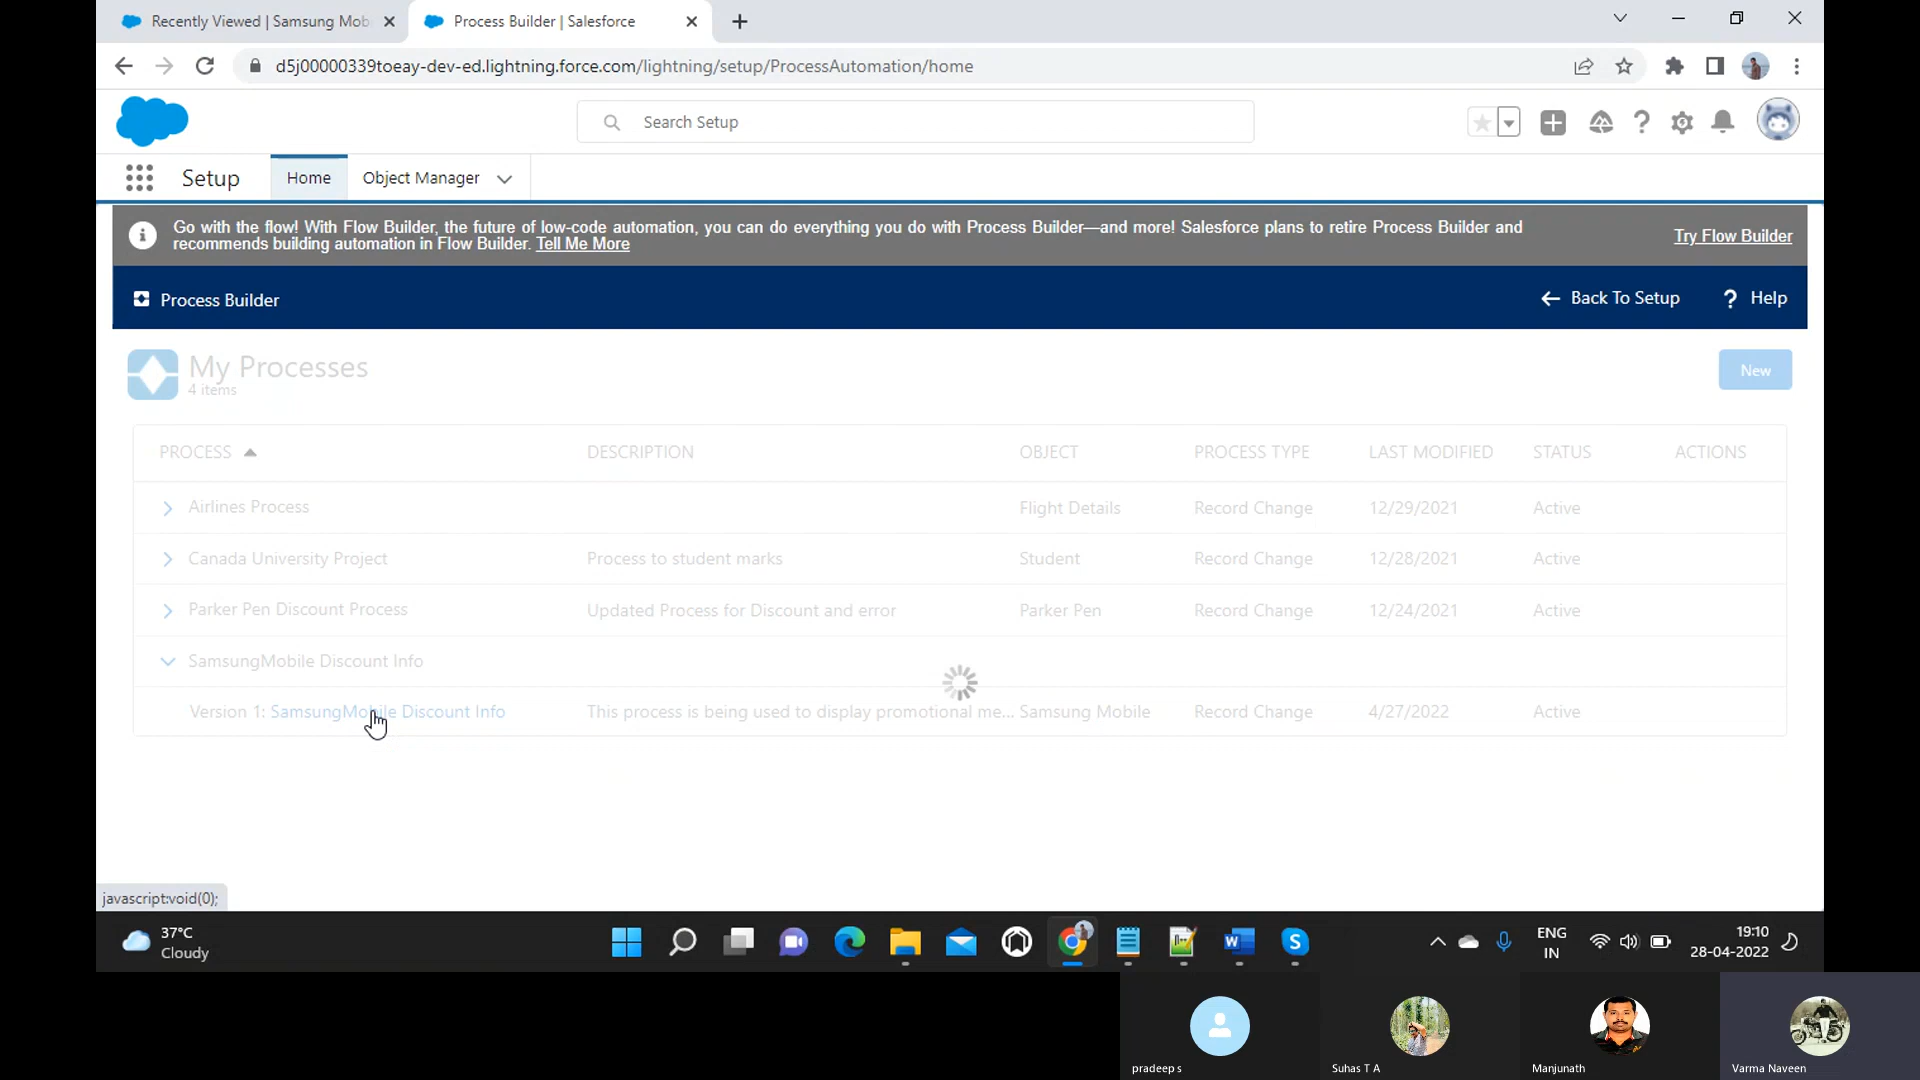 Recently Viewed | Samsung Mob
Process Builder | Salesforce
d5j00000339toeay-dev-ed.lightning.force.com/lightning/setup/ProcessAutomation/home
Search Setup
Setup
Home
Object Manager
Go with the flow! With Flow Builder, the future of low-code automation, you can do everything you do with Process Builder—and more! Salesforce plans to retire Process Builder and
recommends building automation in Flow Builder. Tell Me More
Try Flow Builder
Process Builder
Back To Setup
? Help
My Processes
4 items
New
PROCESS DESCRIPTION OBJECT PROCESS TYPE LAST MODIFIED STATUS ACTIONS
Airlines Process Flight Details Record Change 12/29/2021 Active
Canada University Project Process to student marks Student Record Change 12/28/2021 Active
Parker Pen Discount Process Updated Process for Discount and error Parker Pen Record Change 12/24/2021 Active
SamsungMobile Discount Info
Version 1: SamsungMobile Discount Info This process is being used to display promotional me... Samsung Mobile Record Change 4/27/2022 Active
javascript:void(0);
37°C
Cloudy
ENG
IN
19:10
28-04-2022
pradeep s
Suhas T A
Manjunath
Varma Naveen